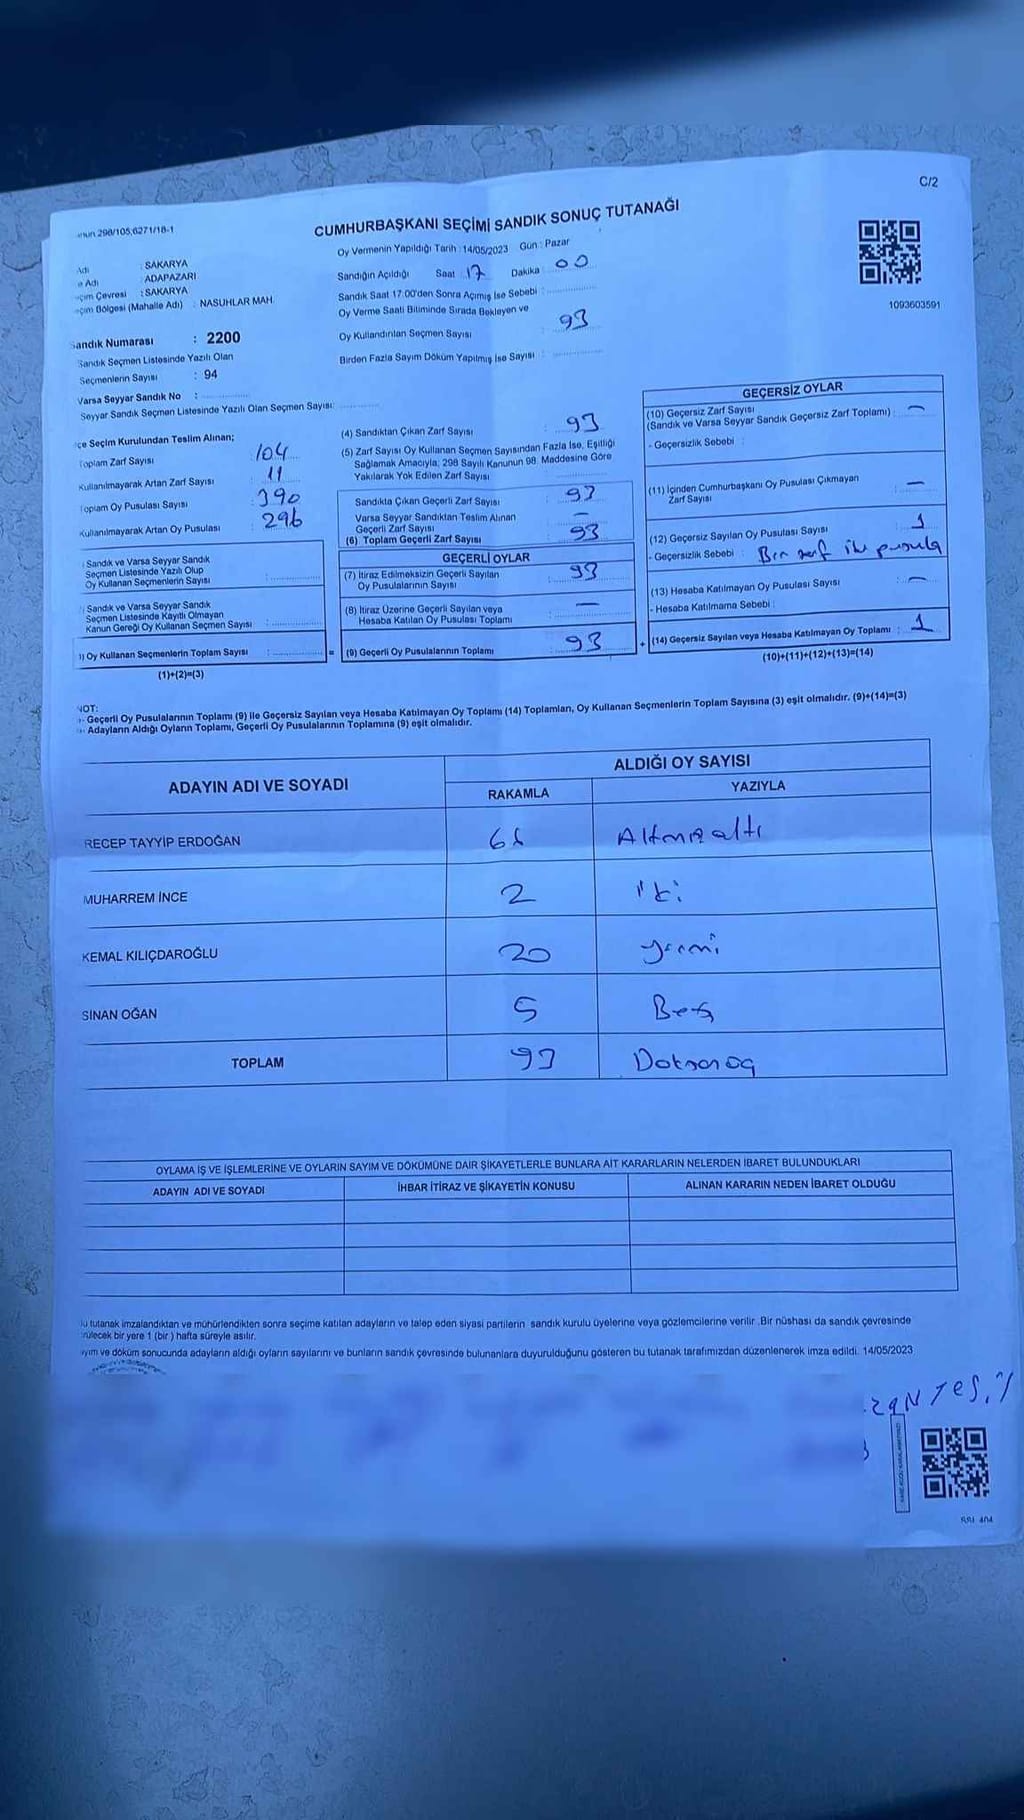 C/2
298/105,6271/18-1
CUMHURBAŞKANI SEÇİMİ SANDIK SONUÇ TUTANAĞI
Oy Vermenin Yapıldığı Tarih : 14/05/2023 Gün : Pazar
Adı : SAKARYA
Adı : ADAPAZARI
Çevresi : SAKARYA
Bölgesi (Mahalle Adı) : NASUHLAR MAH.
Sandığın Açıldığı Saat 17 Dakika : 00
Sandık Saat 17:00'den Sonra Açımış İse Sebebi :
Oy Verme Saati Bitiminde Sırada Bekleyen ve
Oy Kullandırılan Seçmen Sayısı : 93
Birden Fazla Sayım Döküm Yapılmış İse Sayısı :
1093603591
Sandık Numarası : 2200
Sandık Seçmen Listesinde Yazılı Olan
Seçmenlerin Sayısı : 94
Varsa Seyyar Sandık No :
Seyyar Sandık Seçmen Listesinde Yazılı Olan Seçmen Sayısı:
Seçim Kurulundan Teslim Alınan;
Toplam Zarf Sayısı 104
Kullanılmayarak Artan Zarf Sayısı 11
Toplam Oy Pusulası Sayısı 390
Kullanılmayarak Artan Oy Pusulası 296
Sandık ve Varsa Seyyar Sandık
Seçmen Listesinde Yazılı Olup
Oy Kullanan Seçmenlerin Sayısı :
Sandık ve Varsa Seyyar Sandık
Seçmen Listesinde Kayıtlı Olmayan
Kanun Gereği Oy Kullanan Seçmen Sayısı :
Oy Kullanan Seçmenlerin Toplam Sayısı : =
(1)+(2)=(3)
(4) Sandıktan Çıkan Zarf Sayısı : 93
(5) Zarf Sayısı Oy Kullanan Seçmen Sayısından Fazla İse, Eşitliği
Sağlamak Amacıyla, 298 Sayılı Kanunun 98. Maddesine Göre
Yakılarak Yok Edilen Zarf Sayısı
Sandıkta Çıkan Geçerli Zarf Sayısı : 93
Varsa Seyyar Sandıktan Teslim Alınan
Geçerli Zarf Sayısı : –
(6) Toplam Geçerli Zarf Sayısı 93
GEÇERLİ OYLAR
(7) İtiraz Edilmeksizin Geçerli Sayılan
Oy Pusulalarının Sayısı : 93
(8) İtiraz Üzerine Geçerli Sayılan veya
Hesaba Katılan Oy Pusulası Toplamı : –
(9) Geçerli Oy Pusulalarının Toplamı : 93 +
GEÇERSİZ OYLAR
(10) Geçersiz Zarf Sayısı
(Sandık ve Varsa Seyyar Sandık Geçersiz Zarf Toplamı) : –
- Geçersizlik Sebebi :
(11) İçinden Cumhurbaşkanı Oy Pusulası Çıkmayan
Zarf Sayısı : –
(12) Geçersiz Sayılan Oy Pusulası Sayısı : 1
- Geçersizlik Sebebi : Bir zarf iki pusula
(13) Hesaba Katılmayan Oy Pusulası Sayısı : –
- Hesaba Katılmama Sebebi :
(14) Geçersiz Sayılan veya Hesaba Katılmayan Oy Toplamı : 1
(10)+(11)+(12)+(13)=(14)
NOT:
- Geçerli Oy Pusulalarının Toplamı (9) ile Geçersiz Sayılan veya Hesaba Katılmayan Oy Toplamı (14) Toplamları, Oy Kullanan Seçmenlerin Toplam Sayısına (3) eşit olmalıdır. (9)+(14)=(3)
- Adayların Aldığı Oyların Toplamı, Geçerli Oy Pusulalarının Toplamına (9) eşit olmalıdır.
ADAYIN ADI VE SOYADI
ALDIĞI OY SAYISI
RAKAMLA YAZIYLA
RECEP TAYYİP ERDOĞAN 66 Altmışaltı
MUHARREM İNCE 2 iki
KEMAL KILIÇDAROĞLU 20 yirmi
SİNAN OĞAN 5 Beş
TOPLAM 93 Doksanüç
OYLAMA İŞ VE İŞLEMLERİNE VE OYLARIN SAYIM VE DÖKÜMÜNE DAİR ŞİKAYETLERLE BUNLARA AİT KARARLARIN NELERDEN İBARET BULUNDUKLARI
ADAYIN ADI VE SOYADI İHBAR İTİRAZ VE ŞİKAYETİN KONUSU ALINAN KARARIN NEDEN İBARET OLDUĞU
tutanak imzalandıktan ve mühürlendikten sonra seçime katılan adayların ve talep eden siyasi partilerin sandık kurulu üyelerine veya gözlemcilerine verilir .Bir nüshası da sandık çevresinde
bir yere 1 (bir ) hafta süreyle asılır.
ve döküm sonucunda adayların aldığı oyların sayılarını ve bunların sandık çevresinde bulunanlara duyurulduğunu gösteren bu tutanak tarafımızdan düzenlenerek imza edildi. 14/05/2023